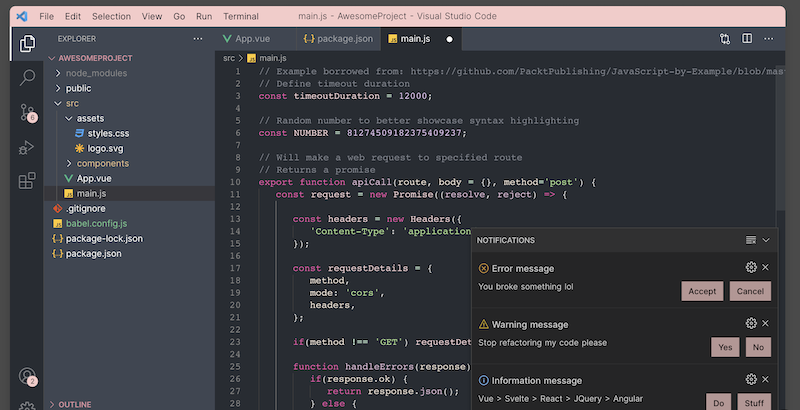 File Edit Selection View Go Run Terminal
main.js - AwesomeProject - Visual Studio Code
EXPLORER
AWESOMEPROJECT
node_modules
public
src
assets
styles.css
logo.svg
components
App.vue
main.js
.gitignore
babel.config.js
package-lock.json
package.json
OUTLINE
6
2
App.vue package.json main.js
src > main.js
1 // Example borrowed from: https://github.com/PacktPublishing/JavaScript-by-Example/blob/mas
2 // Define timeout duration
3 const timeoutDuration = 12000;
4
5 // Random number to better showcase syntax highlighting
6 const NUMBER = 81274509182375409237;
7
8 // Will make a web request to specified route
9 // Returns a promise
10 export function apiCall(route, body = {}, method='post') {
11 const request = new Promise((resolve, reject) => {
12
13 const headers = new Headers({
14 'Content-Type': 'application
15 });
16
17 const requestDetails = {
18 method,
19 mode: 'cors',
20 headers,
21 };
22
23 if(method !== 'GET') requestDet
24
25 function handleErrors(response)
26 if(response.ok) {
27 return response.json();
28 } else {
NOTIFICATIONS
Error message
You broke something lol
Accept Cancel
Warning message
Stop refactoring my code please
Yes No
Information message
Vue > Svelte > React > JQuery > Angular
Do Stuff